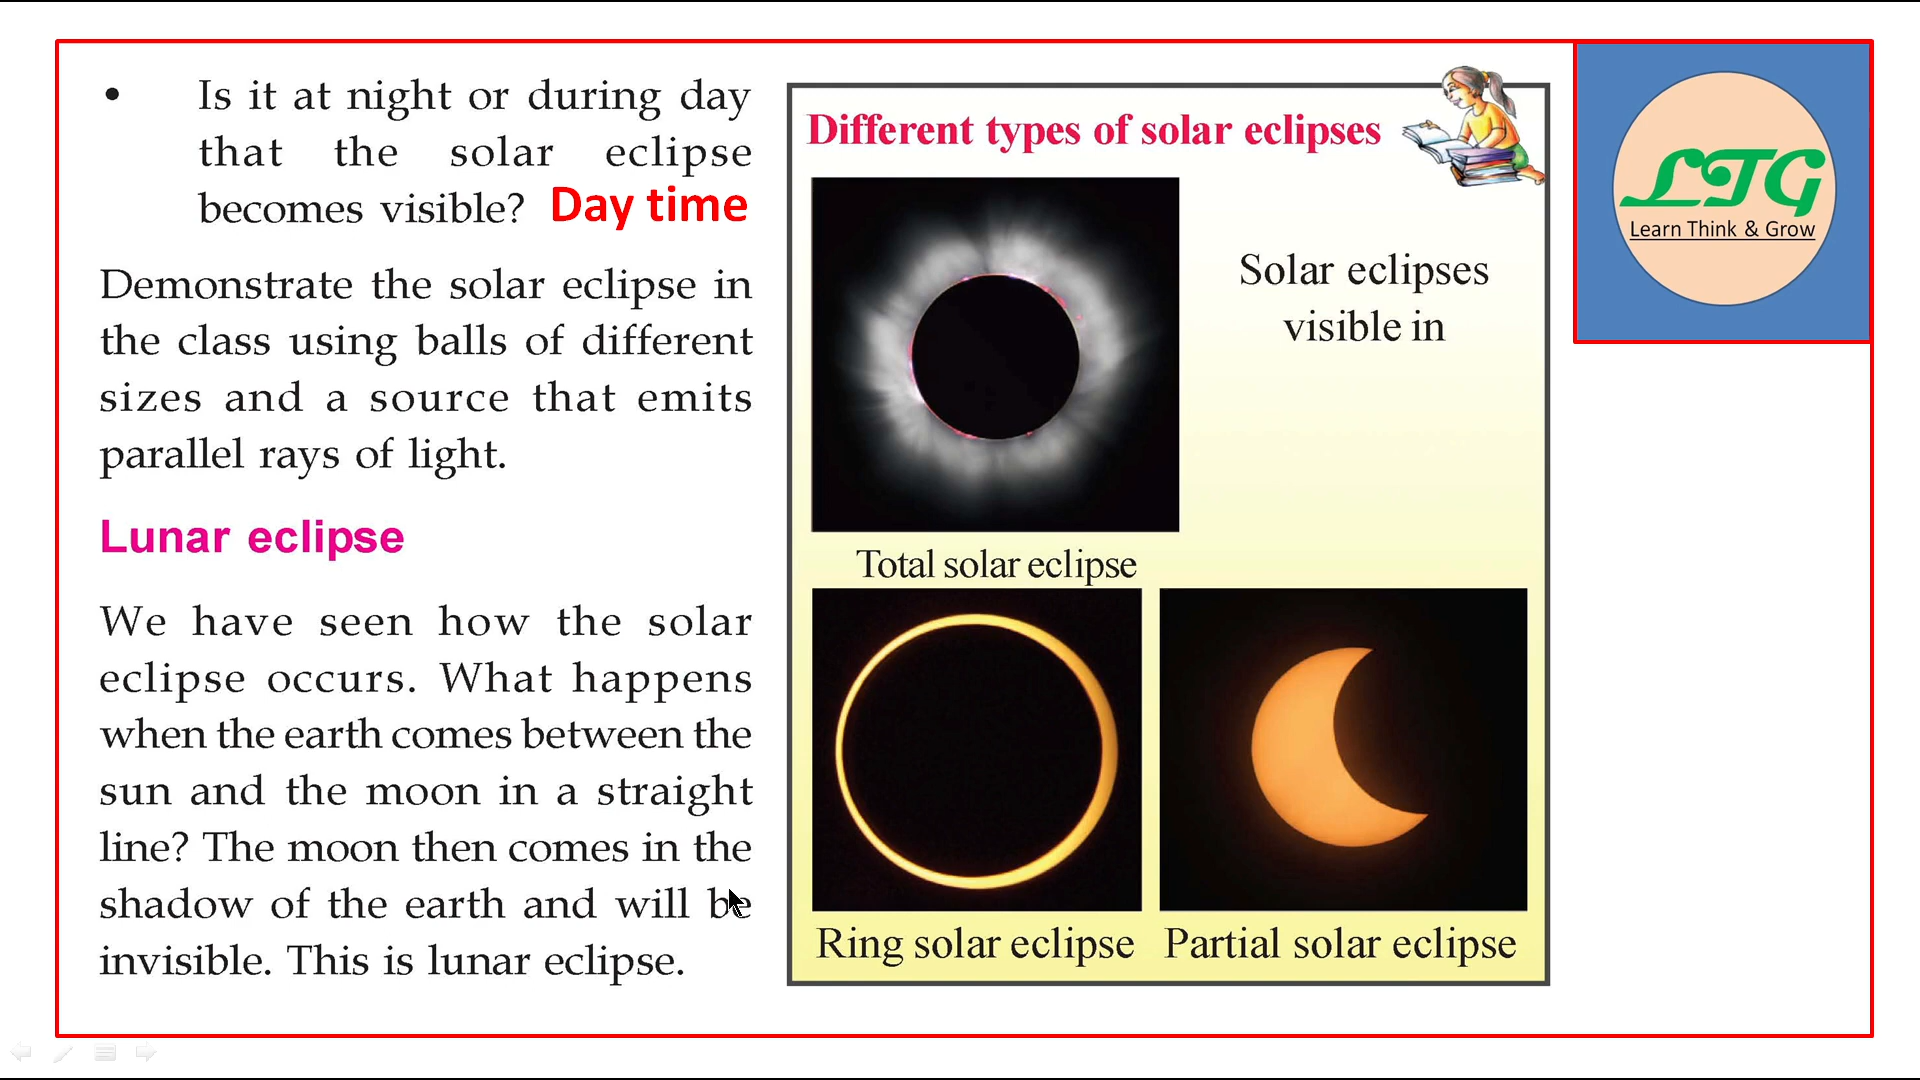 • Is it at night or during day
that the solar eclipse
becomes visible? Day time
Demonstrate the solar eclipse in
the class using balls of different
sizes and a source that emits
parallel rays of light.
Lunar eclipse
We have seen how the solar
eclipse occurs. What happens
when the earth comes between the
sun and the moon in a straight
line? The moon then comes in the
shadow of the earth and will be
invisible. This is lunar eclipse.
Different types of solar eclipses
Solar eclipses
visible in
Total solar eclipse
Ring solar eclipse
Partial solar eclipse
LTG
Learn Think & Grow